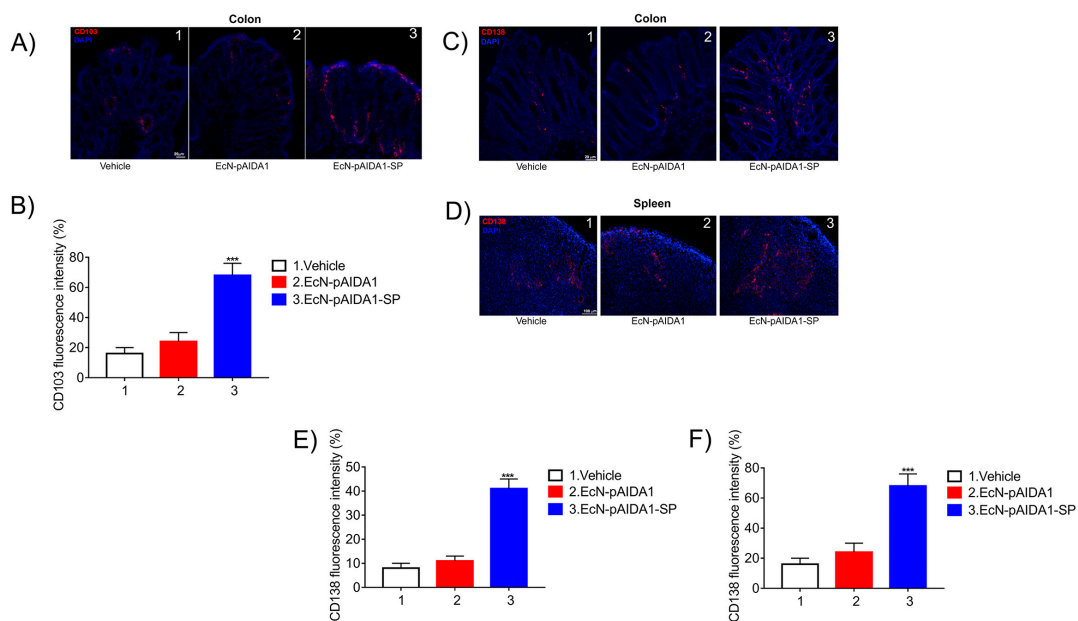 A)
Colon
CD103
DAPI
1
2
3
Vehicle
EcN-pAIDA1
EcN-pAIDA1-SP
C)
Colon
CD138
DAPI
1
2
3
20 µm
Vehicle
EcN-pAIDA1
EcN-pAIDA1-SP
B)
CD103 fluorescence intensity (%)
80
60
40
20
0
1
2
3
***
1.Vehicle
2.EcN-pAIDA1
3.EcN-pAIDA1-SP
D)
Spleen
CD138
DAPI
1
2
3
100 µm
Vehicle
EcN-pAIDA1
EcN-pAIDA1-SP
E)
CD138 fluorescence intensity (%)
50
40
30
20
10
0
1
2
3
***
1.Vehicle
2.EcN-pAIDA1
3.EcN-pAIDA1-SP
F)
CD138 fluorescence intensity (%)
80
60
40
20
0
1
2
3
***
1.Vehicle
2.EcN-pAIDA1
3.EcN-pAIDA1-SP